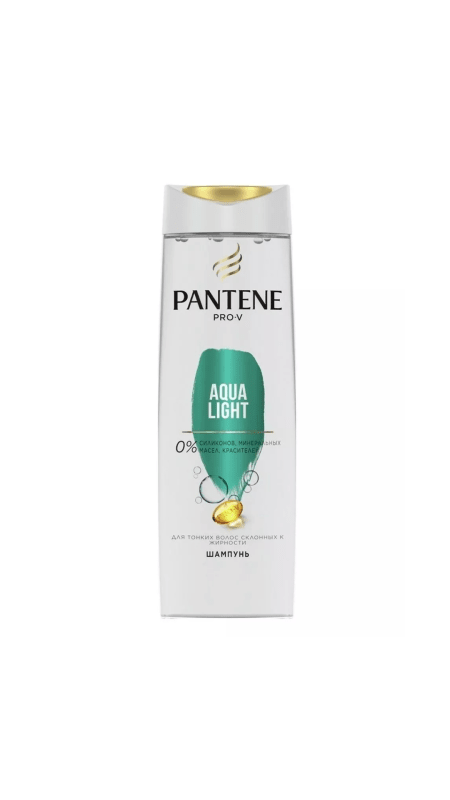 PANTENE
PRO-V
AQUA
LIGHT
0% СИЛИКОНОВ, МИНЕРАЛЬНЫХ
МАСЕЛ, КРАСИТЕЛЕЙ
ДЛЯ ТОНКИХ ВОЛОС СКЛОННЫХ К
ЖИРНОСТИ
ШАМПУНЬ